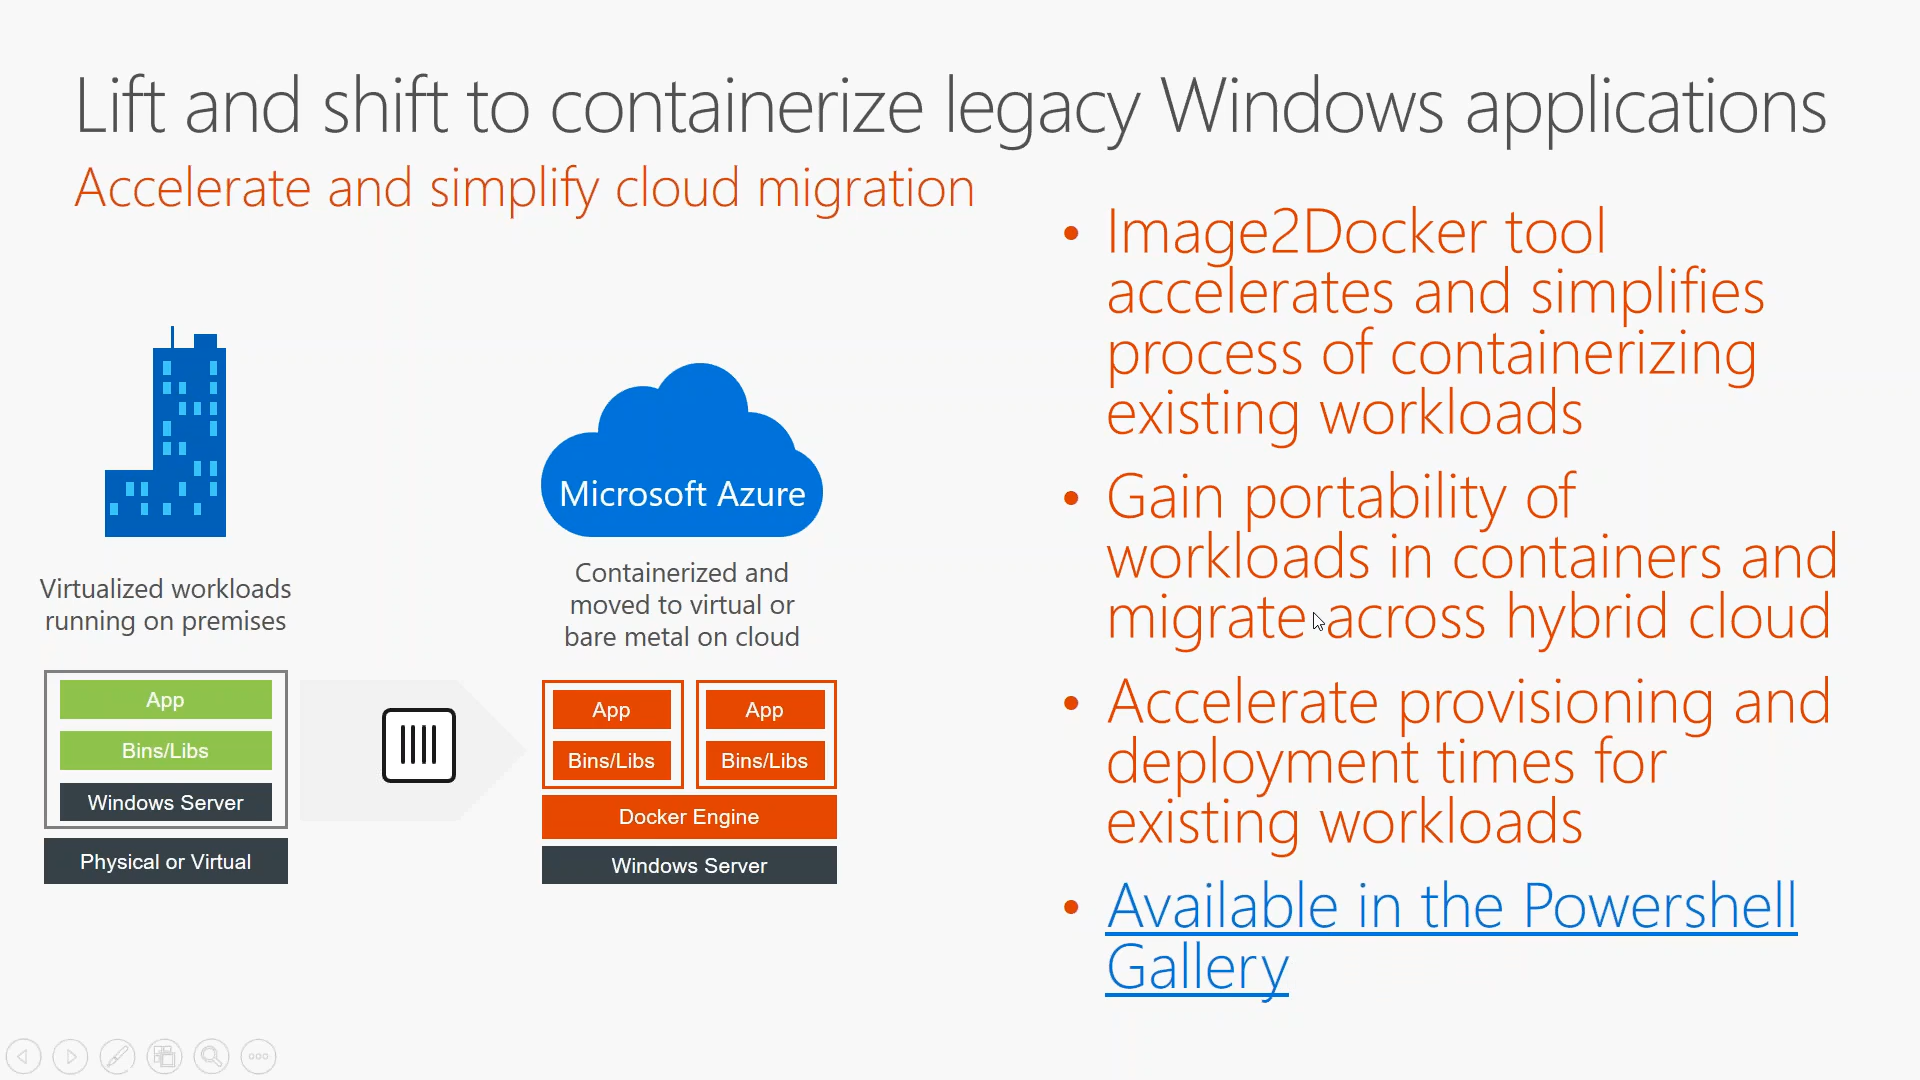 Lift and shift to containerize legacy Windows applications
Accelerate and simplify cloud migration
Microsoft Azure
Virtualized workloads
running on premises
Containerized and
moved to virtual or
bare metal on cloud
App
Bins/Libs
Windows Server
Physical or Virtual
App
App
Bins/Libs
Bins/Libs
Docker Engine
Windows Server
• Image2Docker tool
accelerates and simplifies
process of containerizing
existing workloads
• Gain portability of
workloads in containers and
migrate across hybrid cloud
• Accelerate provisioning and
deployment times for
existing workloads
• Available in the Powershell
Gallery